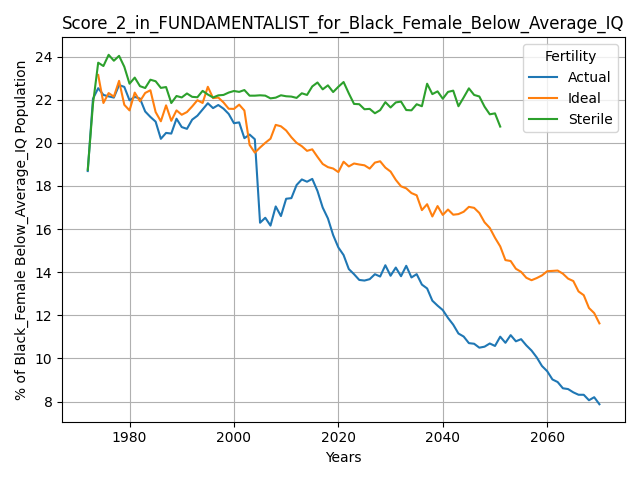 Score_2_in_FUNDAMENTALIST_for_Black_Female_Below_Average_IQ
% of Black_Female Below_Average_IQ Population
24
22
20
18
16
14
12
10
8
Fertility
Actual
Ideal
Sterile
1980
2000
2020
2040
2060
Years